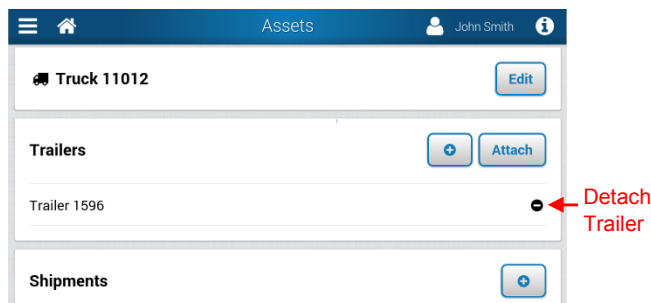 Assets
John Smith
Truck 11012
Edit
Trailers
Attach
Trailer 1596
Detach
Trailer
Shipments